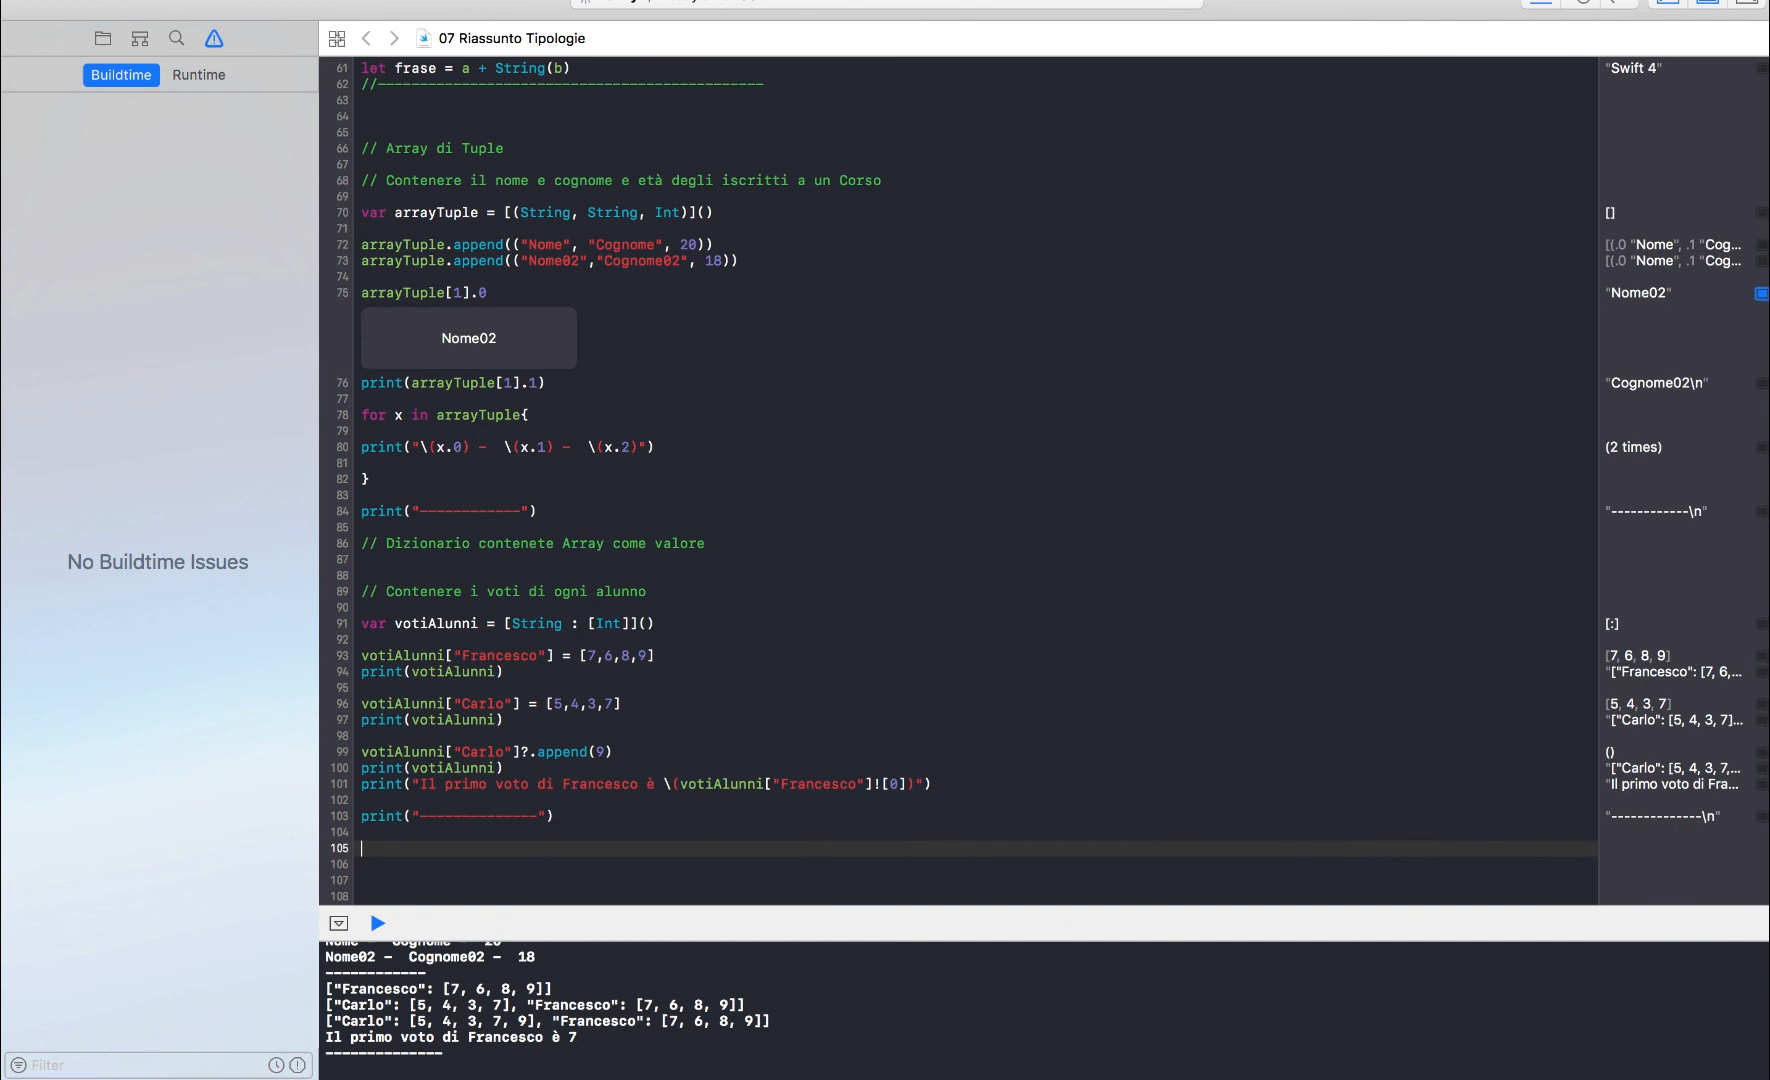 07 Riassunto Tipologie
Buildtime Runtime
No Buildtime Issues
Filter
61 let frase = a + String(b)
62 //----------------------------------------------
63
64
65
66 // Array di Tuple
67
68 // Contenere il nome e cognome e età degli iscritti a un Corso
69
70 var arrayTuple = [(String, String, Int)]()
71
72 arrayTuple.append(("Nome", "Cognome", 20))
73 arrayTuple.append(("Nome02","Cognome02", 18))
74
75 arrayTuple[1].0
Nome02
76 print(arrayTuple[1].1)
77
78 for x in arrayTuple{
79
80 print("\(x.0) -  \(x.1) -  \(x.2)")
81
82 }
83
84 print("------------")
85
86 // Dizionario contenete Array come valore
87
88
89 // Contenere i voti di ogni alunno
90
91 var votiAlunni = [String : [Int]]()
92
93 votiAlunni["Francesco"] = [7,6,8,9]
94 print(votiAlunni)
95
96 votiAlunni["Carlo"] = [5,4,3,7]
97 print(votiAlunni)
98
99 votiAlunni["Carlo"]?.append(9)
100 print(votiAlunni)
101 print("Il primo voto di Francesco è \(votiAlunni["Francesco"]![0])")
102
103 print("--------------")
104
105
106
107
108
"Swift 4"
[]
[(.0 "Nome", .1 "Cog...
[(.0 "Nome", .1 "Cog...
"Nome02"
"Cognome02\n"
(2 times)
"------------\n"
[:]
[7, 6, 8, 9]
"["Francesco": [7, 6,...
[5, 4, 3, 7]
"["Carlo": [5, 4, 3, 7]...
()
"["Carlo": [5, 4, 3, 7,...
"Il primo voto di Fra...
"--------------\n"
Nome -  Cognome -  20
Nome02 -  Cognome02 -  18
------------
["Francesco": [7, 6, 8, 9]]
["Carlo": [5, 4, 3, 7], "Francesco": [7, 6, 8, 9]]
["Carlo": [5, 4, 3, 7, 9], "Francesco": [7, 6, 8, 9]]
Il primo voto di Francesco è 7
--------------